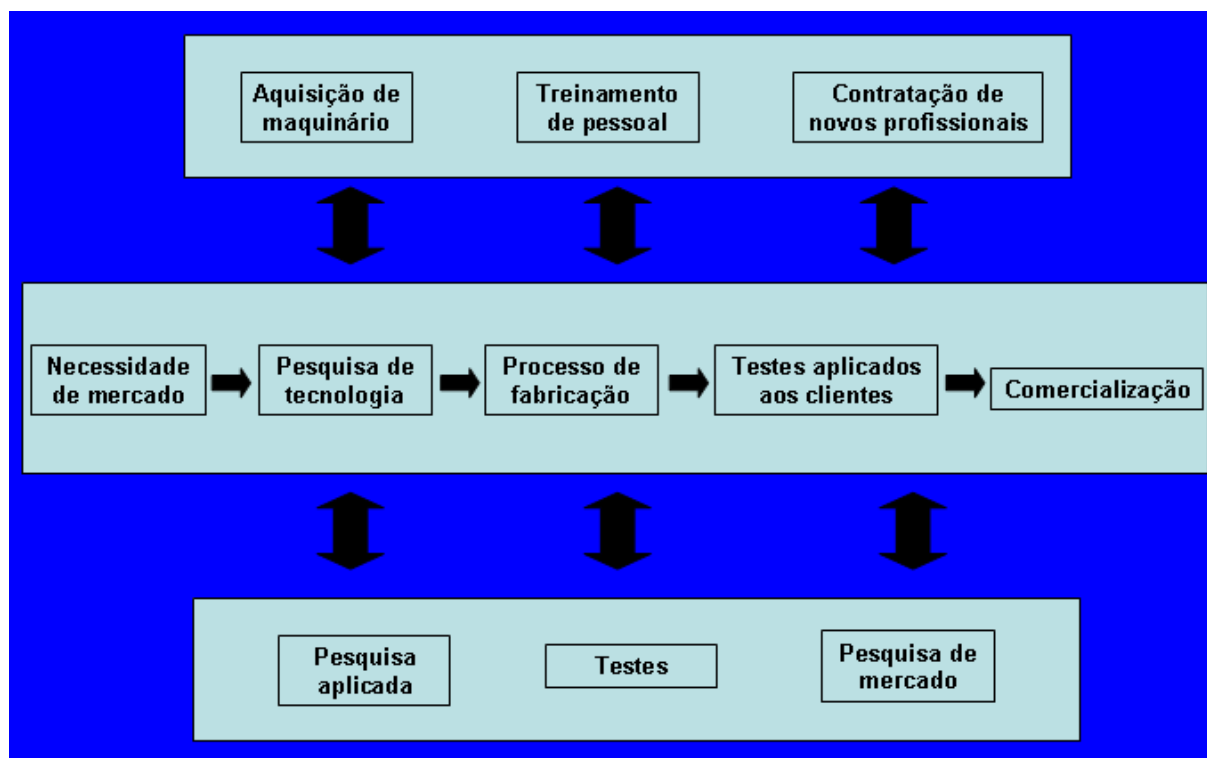 Aquisição de
maquinário
Treinamento
de pessoal
Contratação de
novos profissionais
Necessidade
de mercado
Pesquisa de
tecnologia
Processo de
fabricação
Testes aplicados
aos clientes
Comercialização
Pesquisa
aplicada
Testes
Pesquisa de
mercado